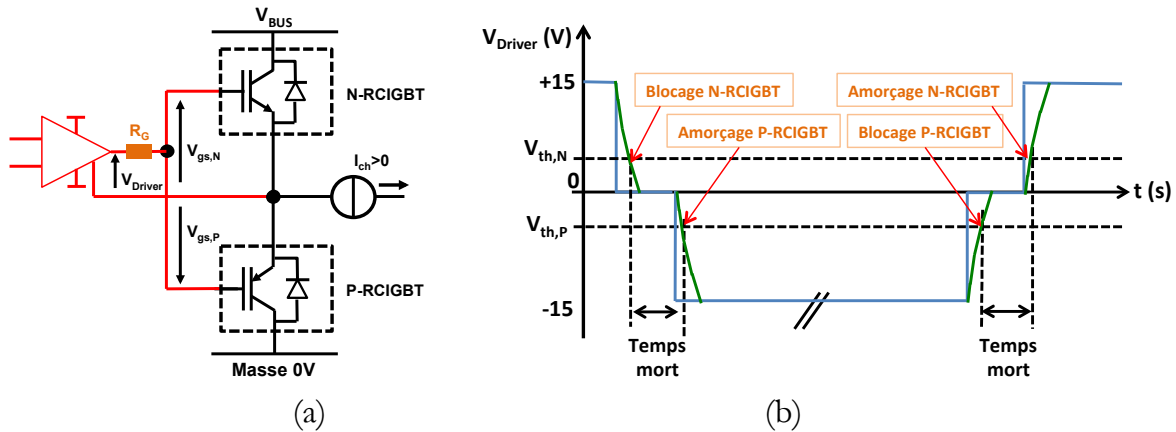 V_BUS
N-RCIGBT
R_G
V_gs,N
V_Driver
I_ch>0
V_gs,P
P-RCIGBT
Masse 0V
(a)
V_Driver (V)
+15
Blocage N-RCIGBT
Amorçage N-RCIGBT
Amorçage P-RCIGBT
Blocage P-RCIGBT
V_th,N
0
t (s)
V_th,P
-15
Temps mort
Temps mort
(b)